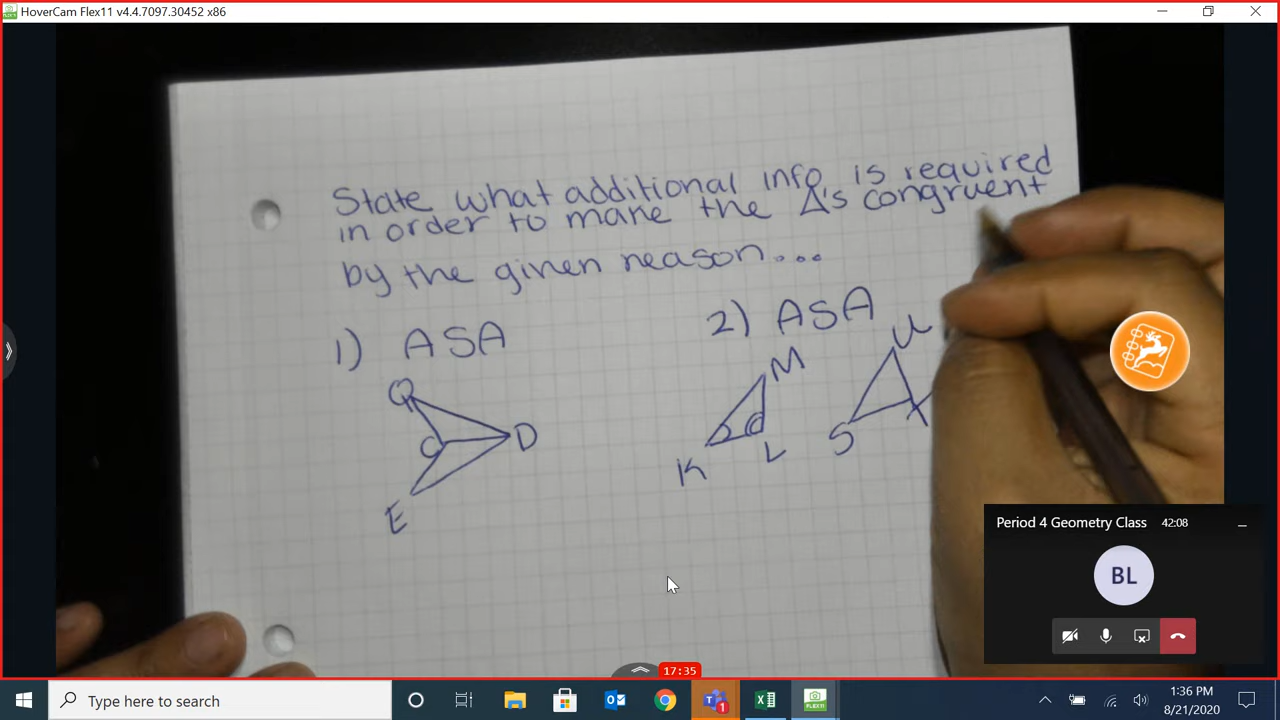 HoverCam Flex11 v4.4.7097.30452 x86
State what additional info is required
in order to make the Δ's congruent
by the given reason...
1) ASA
2) ASA
Q
C
D
E
M
K
L
U
S
Period 4 Geometry Class 42:08
BL
17:35
Type here to search
1
FLEX11
1:36 PM
8/21/2020